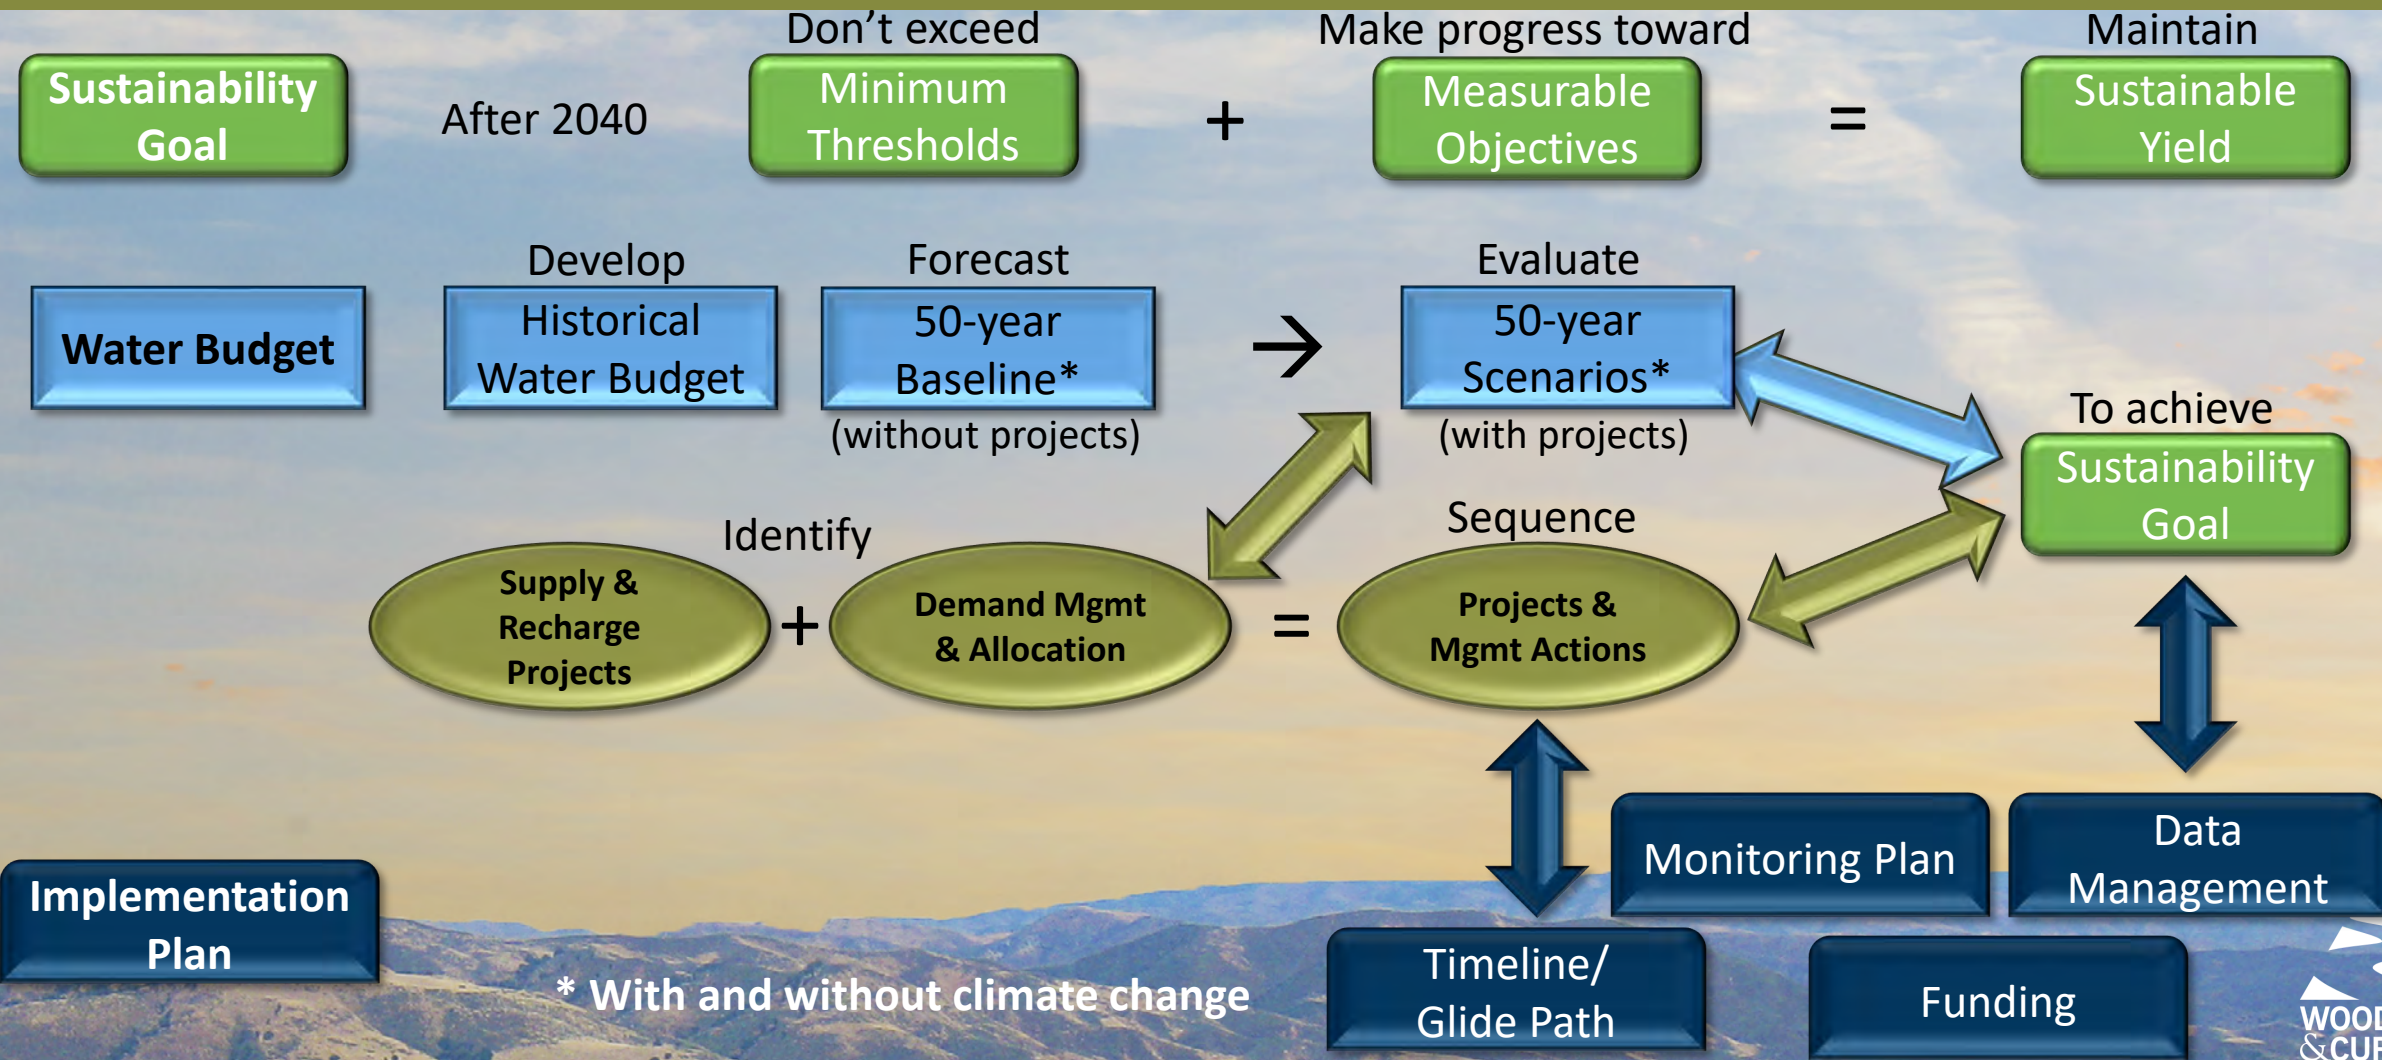 Don't exceed
Make progress toward
Maintain
Sustainability
Goal
After 2040
Minimum
Thresholds
+
Measurable
Objectives
=
Sustainable
Yield
Develop
Forecast
Evaluate
Water Budget
Historical
Water Budget
50-year
Baseline*
(without projects)
→
50-year
Scenarios*
(with projects)
To achieve
Sustainability
Goal
Identify
Sequence
Supply &
Recharge
Projects
+
Demand Mgmt
& Allocation
=
Projects &
Mgmt Actions
Implementation
Plan
Monitoring Plan
Data
Management
* With and without climate change
Timeline/
Glide Path
Funding